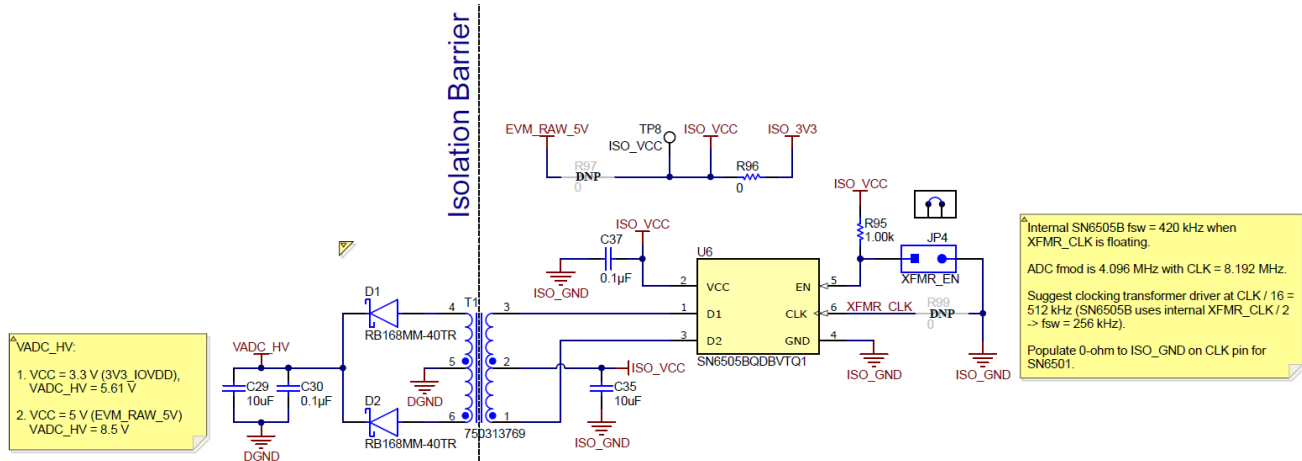 Isolation Barrier
EVM_RAW_5V
TP8
ISO_VCC
ISO_VCC
ISO_3V3
R97
DNP
0
R96
0
ISO_VCC
R95
1.00k
JP4
XFMR_EN
ISO_VCC
C37
0.1µF
ISO_GND
U6
2
VCC
EN
5
1
D1
CLK
6
XFMR_CLK
R99
DNP
0
3
D2
GND
4
SN6505BQDBVTQ1
ISO_GND
ISO_GND
Internal SN6505B fsw = 420 kHz when
XFMR_CLK is floating.
ADC fmod is 4.096 MHz with CLK = 8.192 MHz.
Suggest clocking transformer driver at CLK / 16 =
512 kHz (SN6505B uses internal XFMR_CLK / 2
-> fsw = 256 kHz).
Populate 0-ohm to ISO_GND on CLK pin for
SN6501.
D1
RB168MM-40TR
4
T1
3
5
DGND
2
ISO_VCC
C35
10uF
ISO_GND
D2
RB168MM-40TR
6
1
750313769
VADC_HV
C29
10uF
C30
0.1µF
DGND
VADC_HV:
1. VCC = 3.3 V (3V3_IOVDD),
VADC_HV = 5.61 V
2. VCC = 5 V (EVM_RAW_5V)
VADC_HV = 8.5 V